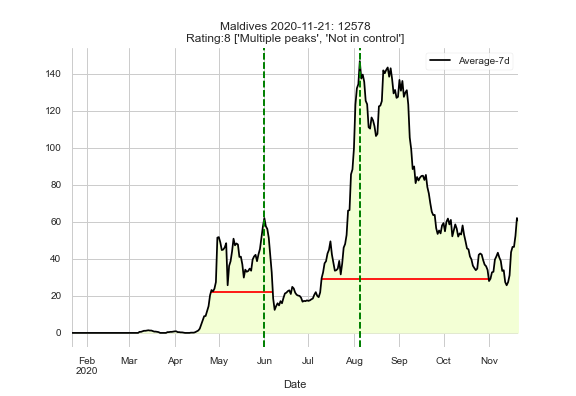 Maldives 2020-11-21: 12578
Rating:8 ['Multiple peaks', 'Not in control']
Average-7d
140
120
100
80
60
40
20
0
Feb Mar Apr May Jun Jul Aug Sep Oct Nov
2020
Date